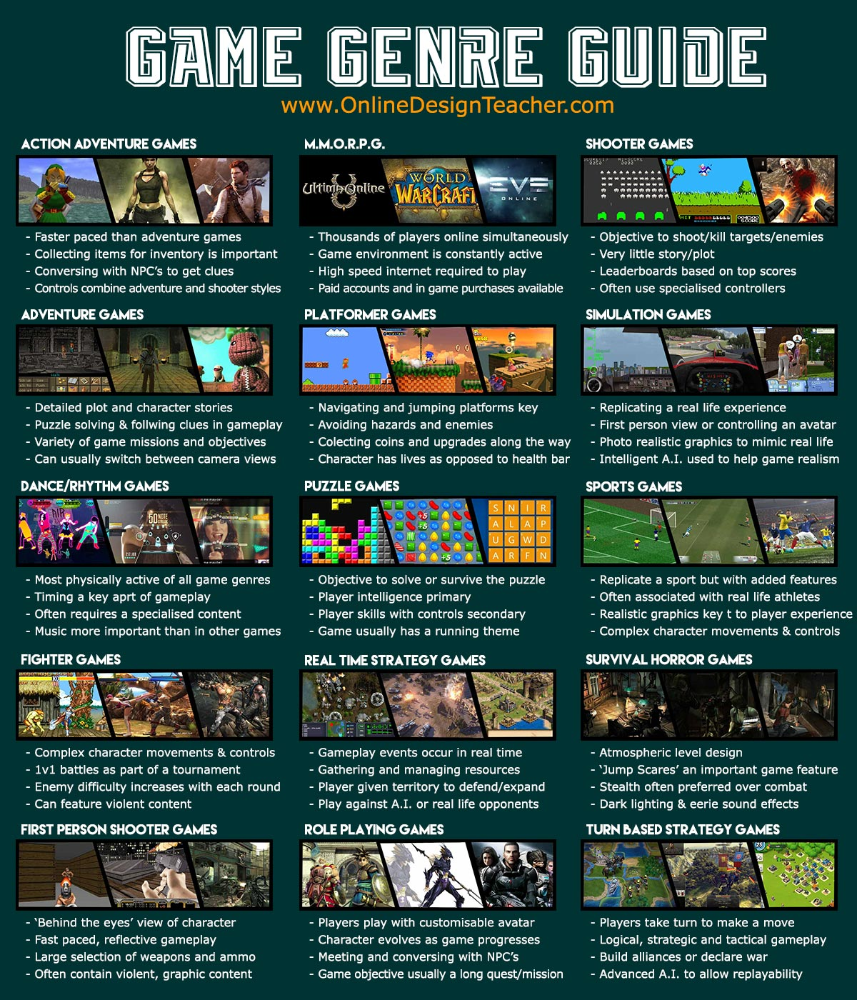 GAME GENRE GUIDE
www.OnlineDesignTeacher.com
ACTION ADVENTURE GAMES
- Faster paced than adventure games
- Collecting items for inventory is important
- Conversing with NPC's to get clues
- Controls combine adventure and shooter styles
M.M.O.R.P.G.
Ultima Online
WORLD
WARCRAFT
EVE
ONLINE
- Thousands of players online simultaneously
- Game environment is constantly active
- High speed internet required to play
- Paid accounts and in game purchases available
SHOOTER GAMES
HIT
SCORE
- Objective to shoot/kill targets/enemies
- Very little story/plot
- Leaderboards based on top scores
- Often use specialised controllers
ADVENTURE GAMES
- Detailed plot and character stories
- Puzzle solving & follwing clues in gameplay
- Variety of game missions and objectives
- Can usually switch between camera views
PLATFORMER GAMES
- Navigating and jumping platforms key
- Avoiding hazards and enemies
- Colecting coins and upgrades along the way
- Character has lives as opposed to health bar
SIMULATION GAMES
- Replicating a real life experience
- First person view or controlling an avatar
- Photo realistic graphics to mimic real life
- Intelligent A.I. used to help game realism
DANCE/RHYTHM GAMES
50 NOTE
STREAK
- Most physically active of all game genres
- Timing a key aprt of gameplay
- Often requires a specialised content
- Music more important than in other games
PUZZLE GAMES
+5
+5
+5
S N I R
A L A P
U G W D
A R F N
- Objective to solve or survive the puzzle
- Player intelligence primary
- Player skills with controls secondary
- Game usually has a running theme
SPORTS GAMES
- Replicate a sport but with added features
- Often associated with real life athletes
- Realistic graphics key t to player experience
- Complex character movements & controls
FIGHTER GAMES
KO
- Complex character movements & controls
- 1v1 battles as part of a tournament
- Enemy difficulty increases with each round
- Can feature violent content
REAL TIME STRATEGY GAMES
- Gameplay events occur in real time
- Gathering and managing resources
- Player given territory to defend/expand
- Play against A.I. or real life opponents
SURVIVAL HORROR GAMES
- Atmospheric level design
- 'Jump Scares' an important game feature
- Stealth often preferred over combat
- Dark lighting & eerie sound effects
FIRST PERSON SHOOTER GAMES
- 'Behind the eyes' view of character
- Fast paced, reflective gameplay
- Large selection of weapons and ammo
- Often contain violent, graphic content
ROLE PLAYING GAMES
- Players play with customisable avatar
- Character evolves as game progresses
- Meeting and conversing with NPC's
- Game objective usually a long quest/mission
TURN BASED STRATEGY GAMES
25
- Players take turn to make a move
- Logical, strategic and tactical gameplay
- Build alliances or declare war
- Advanced A.I. to allow replayability